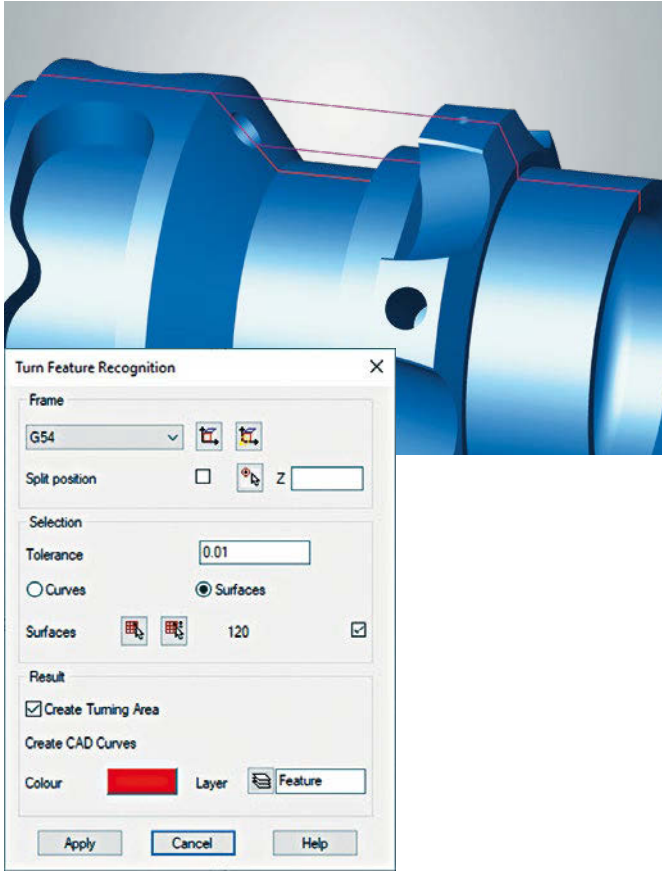 Turn Feature Recognition
Frame
G54
Split position Z
Selection
Tolerance 0.01
Curves Surfaces
Surfaces 120
Result
Create Turning Area
Create CAD Curves
Colour Layer Feature
Apply Cancel Help